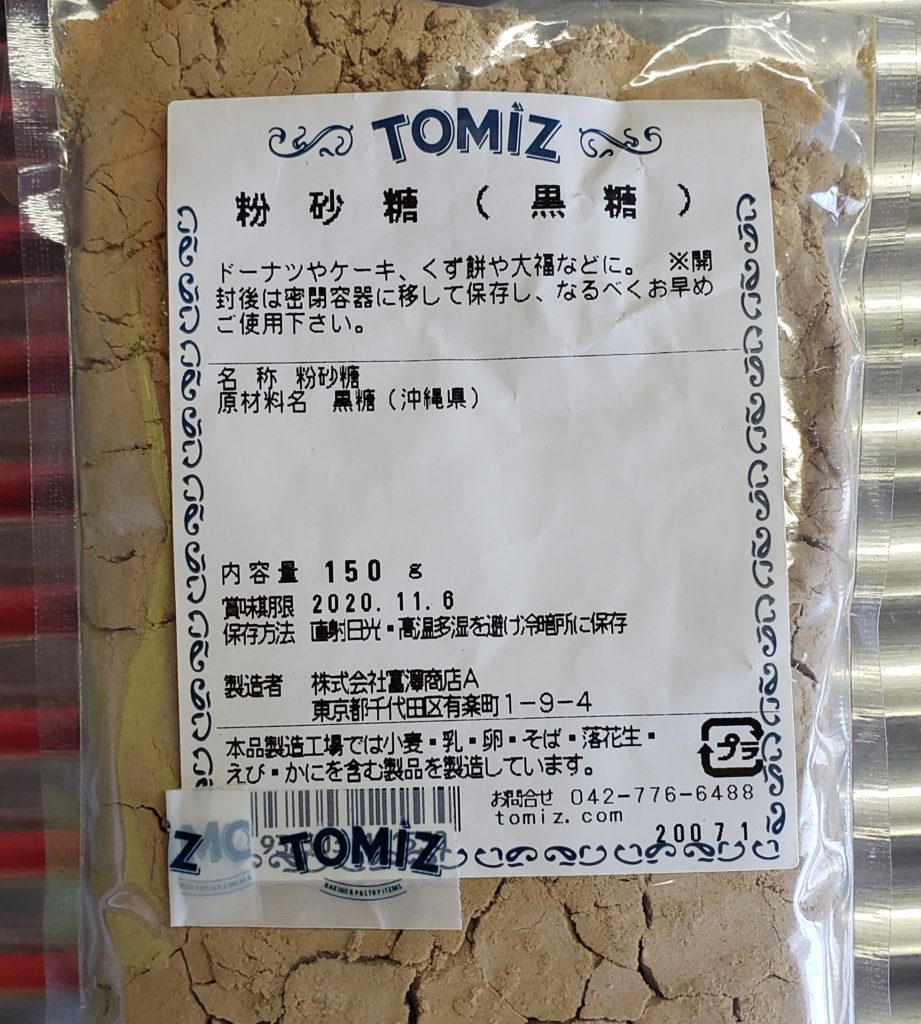 TOMIZ
粉砂糖（黒糖）
ドーナツやケーキ、くず餅や大福などに。　※開
封後は密閉容器に移して保存し、なるべくお早め
ご使用下さい。
名　称　粉砂糖
原材料名　黒糖（沖縄県）
内容量　150 g
賞味期限　2020.11.6
保存方法　直射日光・高温多湿を避け冷暗所に保存
製造者　株式会社富澤商店A
東京都千代田区有楽町1-9-4
本品製造工場では小麦・乳・卵・そば・落花生・
えび・かにを含む製品を製造しています。
プラ
お問合せ 042-776-6488
tomiz.com
20071
TOMIZ
BAKING & PASTRY ITEMS